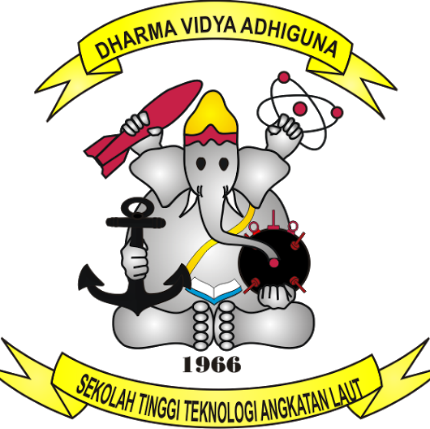 DHARMA VIDYA ADHIGUNA
1966
SEKOLAH TINGGI TEKNOLOGI ANGKATAN LAUT